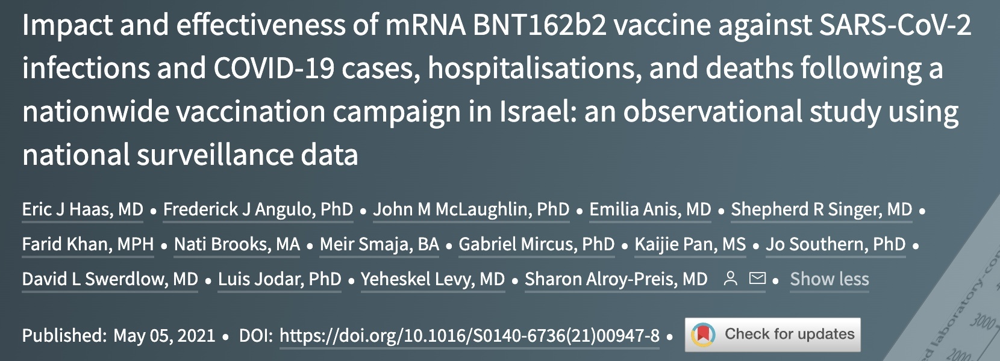 Impact and effectiveness of mRNA BNT162b2 vaccine against SARS-CoV-2
infections and COVID-19 cases, hospitalisations, and deaths following a
nationwide vaccination campaign in Israel: an observational study using
national surveillance data
Eric J Haas, MD • Frederick J Angulo, PhD • John M McLaughlin, PhD • Emilia Anis, MD • Shepherd R Singer, MD •
Farid Khan, MPH • Nati Brooks, MA • Meir Smaja, BA • Gabriel Mircus, PhD • Kaijie Pan, MS • Jo Southern, PhD •
David L Swerdlow, MD • Luis Jodar, PhD • Yeheskel Levy, MD • Sharon Alroy-Preis, MD • Show less
Published: May 05, 2021 • DOI: https://doi.org/10.1016/S0140-6736(21)00947-8 • Check for updates
3000
2000